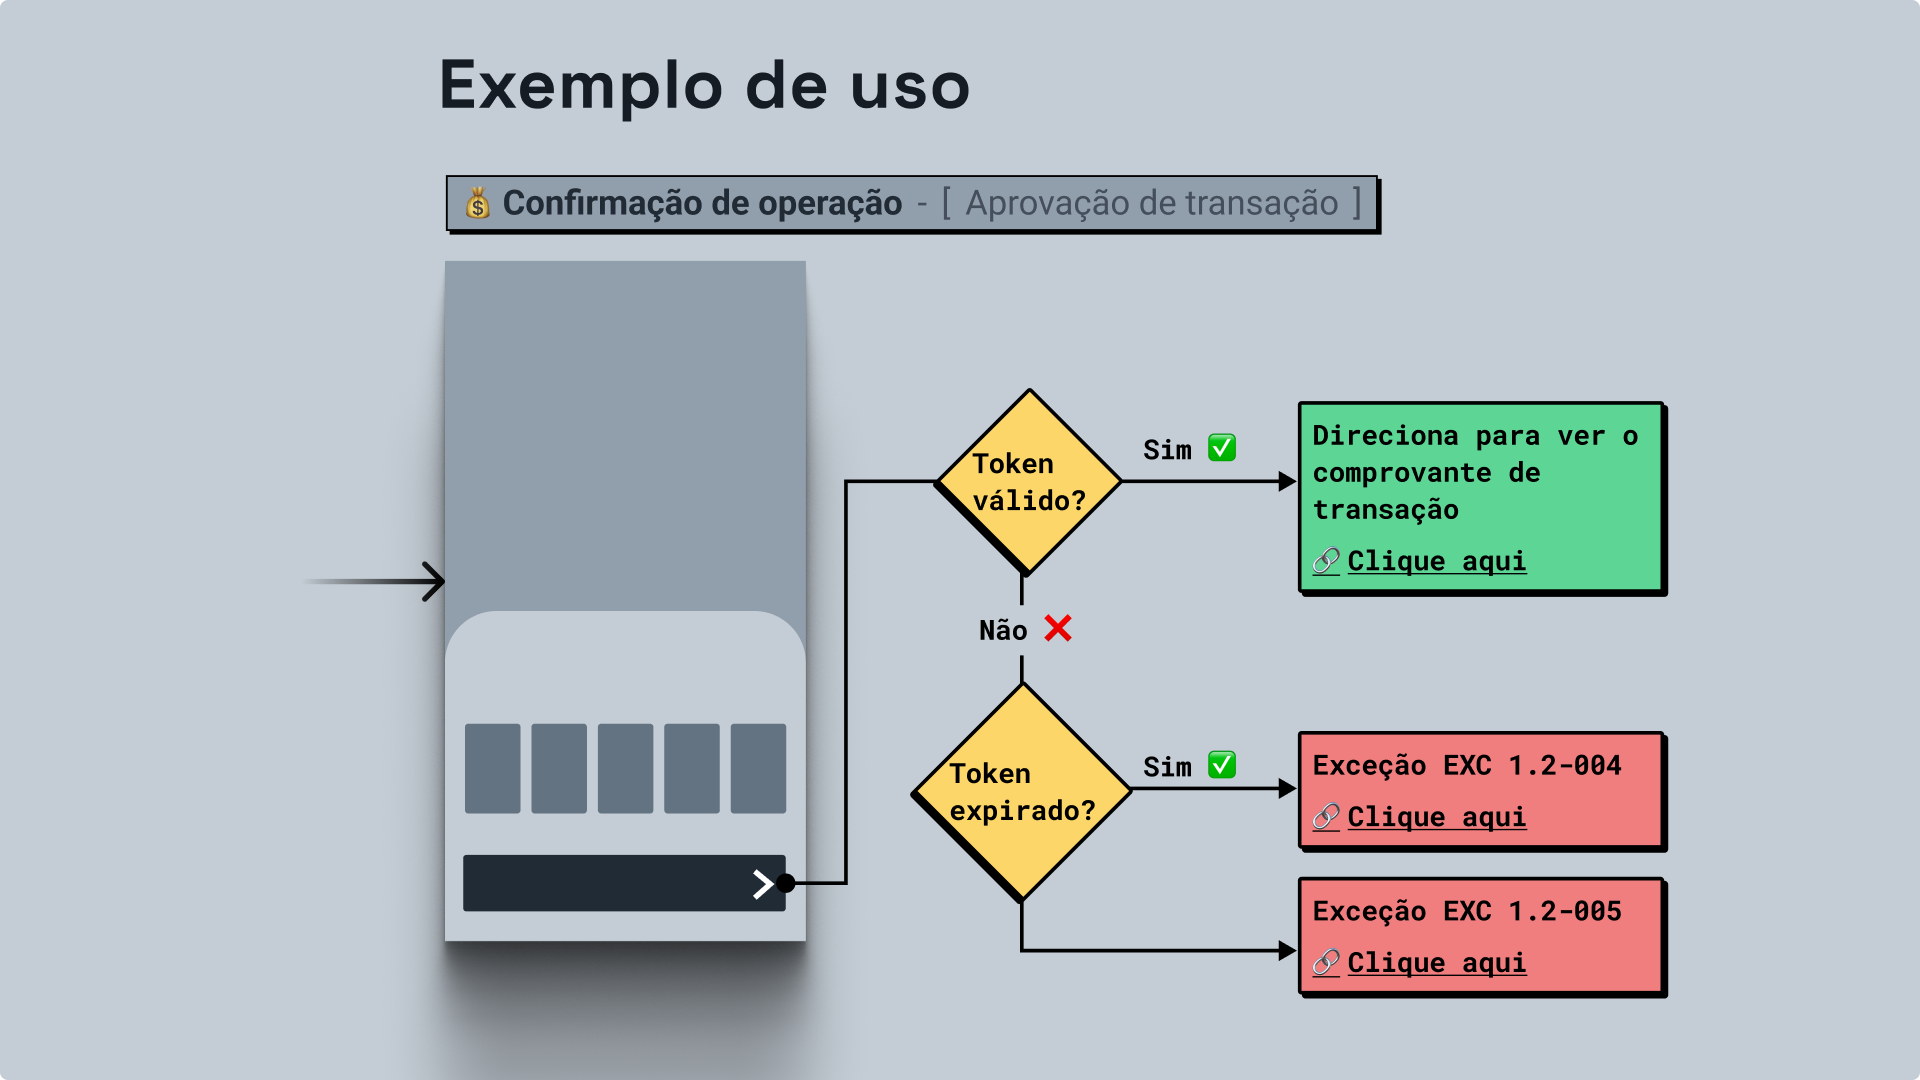 Exemplo de uso
💰 Confirmação de operação - [ Aprovação de transação ]
Token
válido?
Sim ✅
Direciona para ver o
comprovante de
transação
🔗 Clique aqui
Não ❌
Token
expirado?
Sim ✅
Exceção EXC 1.2-004
🔗 Clique aqui
Exceção EXC 1.2-005
🔗 Clique aqui